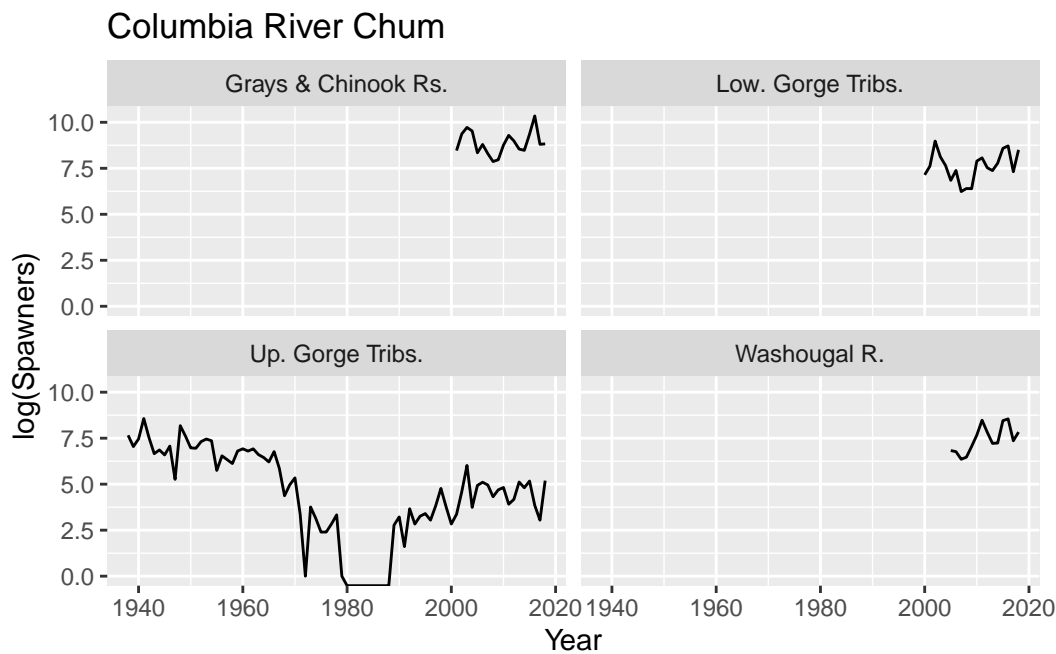 Columbia River Chum
Grays & Chinook Rs.
Low. Gorge Tribs.
10.0
7.5
5.0
2.5
0.0
Up. Gorge Tribs.
Washougal R.
10.0
7.5
5.0
2.5
0.0
log(Spawners)
1940 1960 1980 2000 2020 1940 1960 1980 2000 2020
Year